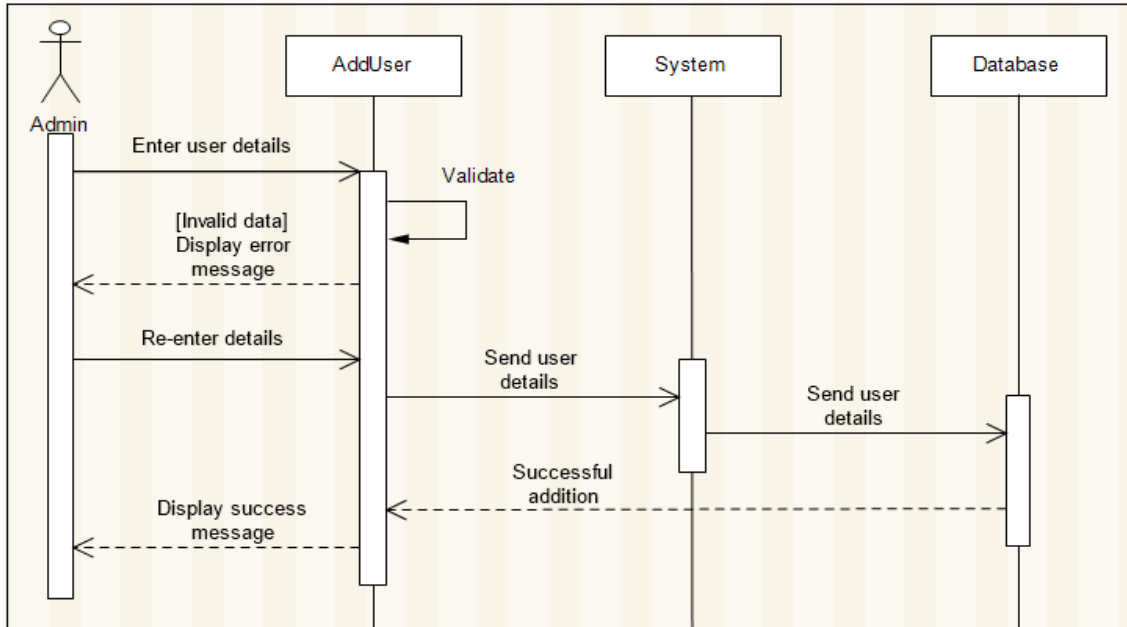 AddUser
System
Database
Admin
Enter user details
Validate
[Invalid data]
Display error
message
Re-enter details
Send user
details
Send user
details
Successful
addition
Display success
message